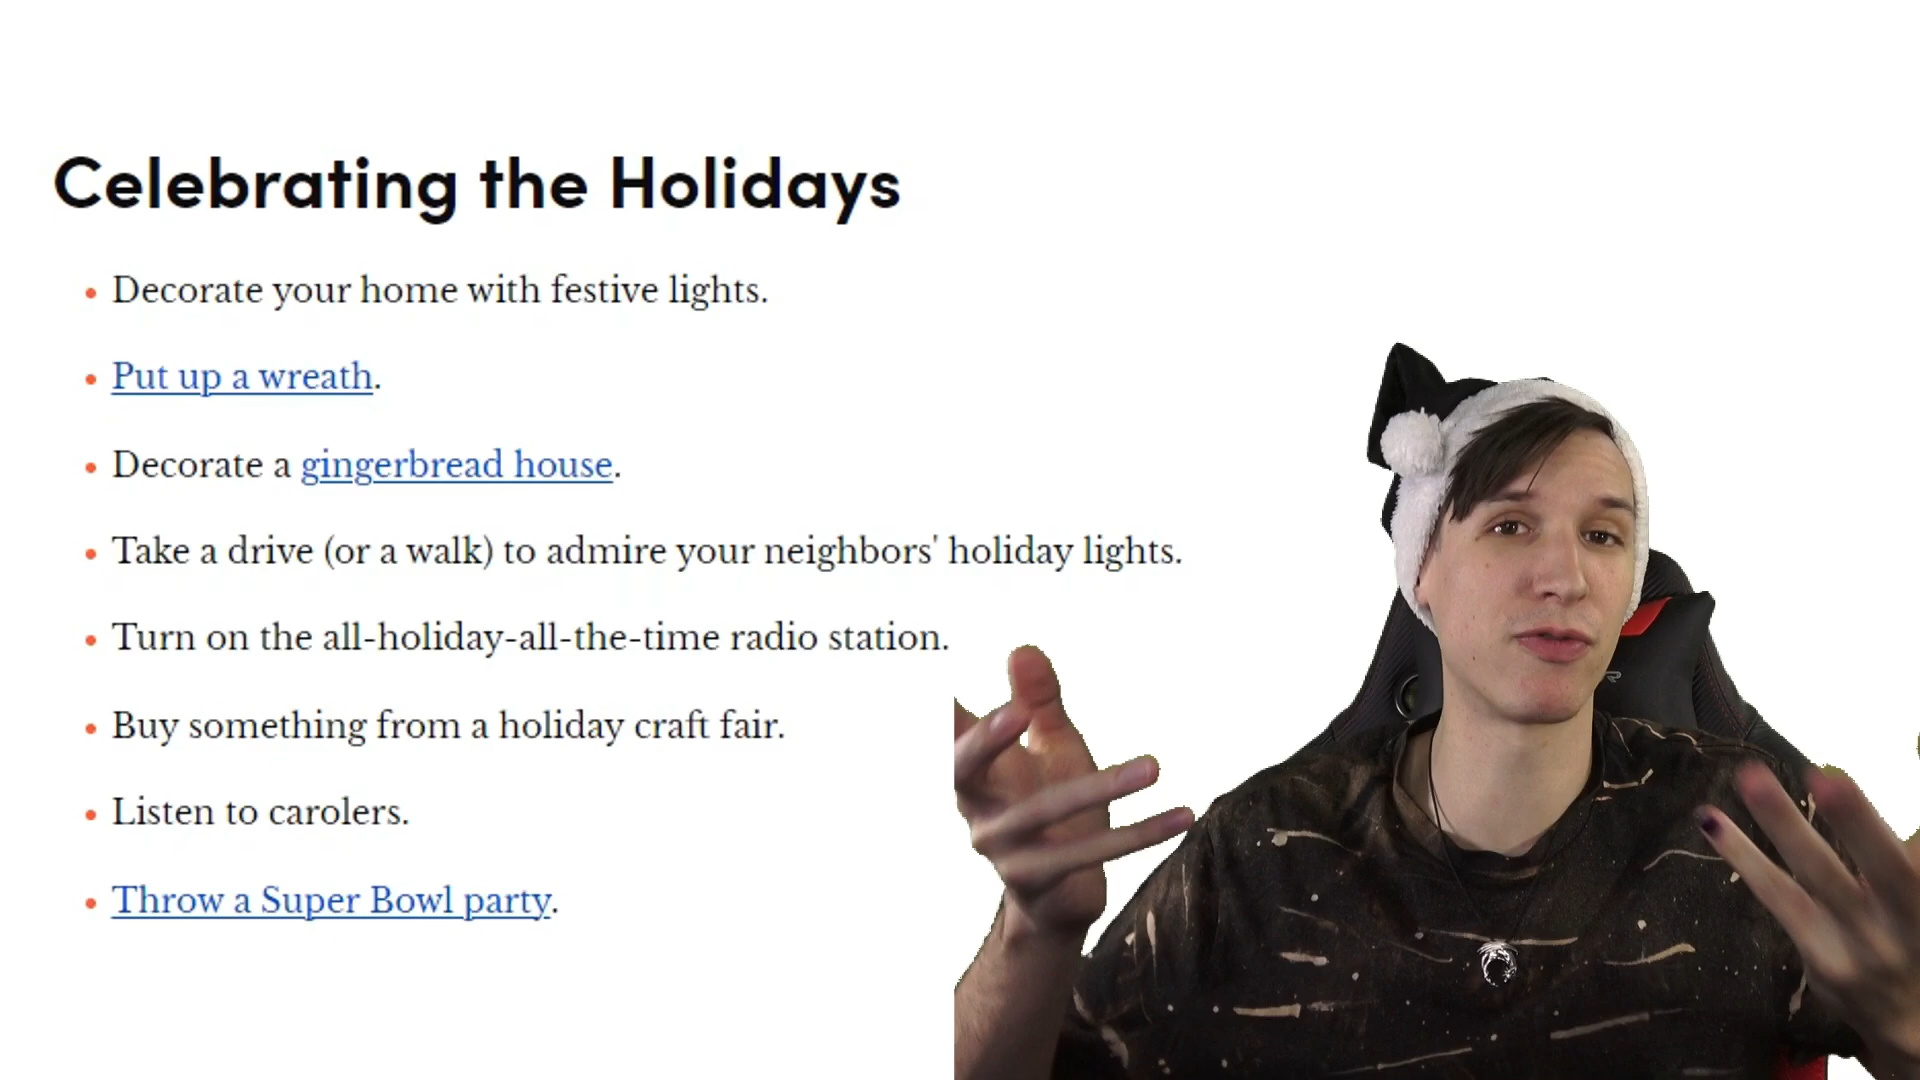 Celebrating the Holidays
Decorate your home with festive lights.
Put up a wreath.
Decorate a gingerbread house.
Take a drive (or a walk) to admire your neighbors' holiday lights.
Turn on the all-holiday-all-the-time radio station.
Buy something from a holiday craft fair.
Listen to carolers.
Throw a Super Bowl party.